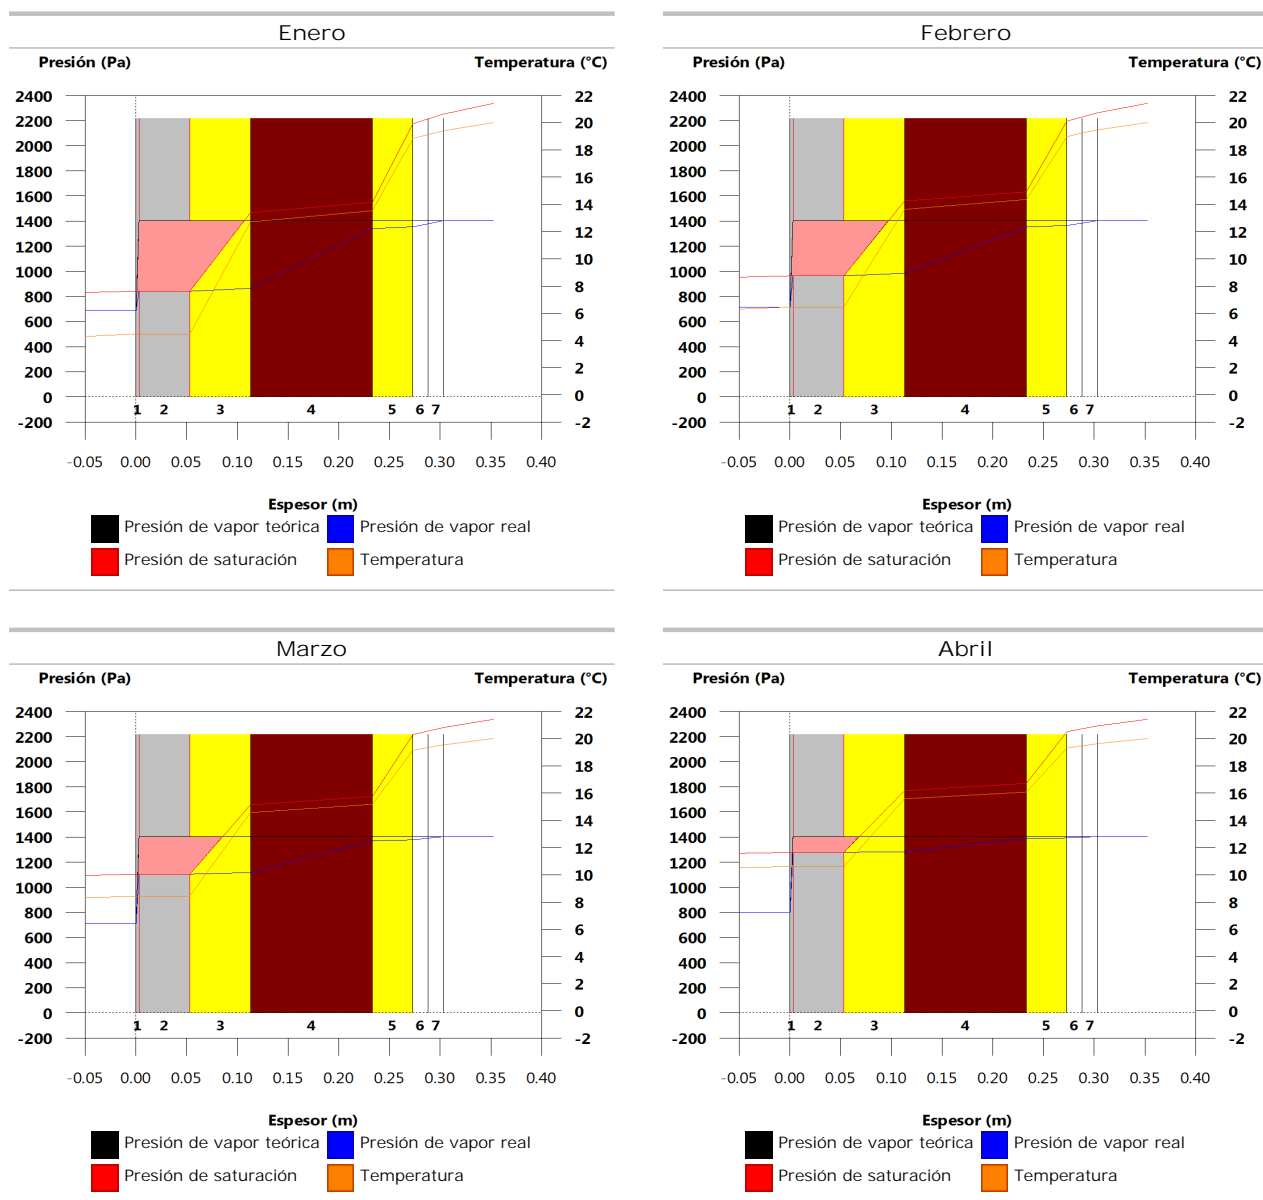 Enero
Presión (Pa) Temperatura (°C)
2400 22
2200 20
2000 18
1800 16
1600 14
1400 12
1200 10
1000 8
800 6
600 4
400 2
200 0
0 -2
-200
1 2 3 4 5 6 7
-0.05 0.00 0.05 0.10 0.15 0.20 0.25 0.30 0.35 0.40
Espesor (m)
Presión de vapor teórica Presión de vapor real
Presión de saturación Temperatura
Febrero
Presión (Pa) Temperatura (°C)
2400 22
2200 20
2000 18
1800 16
1600 14
1400 12
1200 10
1000 8
800 6
600 4
400 2
200 0
0 -2
-200
1 2 3 4 5 6 7
-0.05 0.00 0.05 0.10 0.15 0.20 0.25 0.30 0.35 0.40
Espesor (m)
Presión de vapor teórica Presión de vapor real
Presión de saturación Temperatura
Marzo
Presión (Pa) Temperatura (°C)
2400 22
2200 20
2000 18
1800 16
1600 14
1400 12
1200 10
1000 8
800 6
600 4
400 2
200 0
0 -2
-200
1 2 3 4 5 6 7
-0.05 0.00 0.05 0.10 0.15 0.20 0.25 0.30 0.35 0.40
Espesor (m)
Presión de vapor teórica Presión de vapor real
Presión de saturación Temperatura
Abril
Presión (Pa) Temperatura (°C)
2400 22
2200 20
2000 18
1800 16
1600 14
1400 12
1200 10
1000 8
800 6
600 4
400 2
200 0
0 -2
-200
1 2 3 4 5 6 7
-0.05 0.00 0.05 0.10 0.15 0.20 0.25 0.30 0.35 0.40
Espesor (m)
Presión de vapor teórica Presión de vapor real
Presión de saturación Temperatura